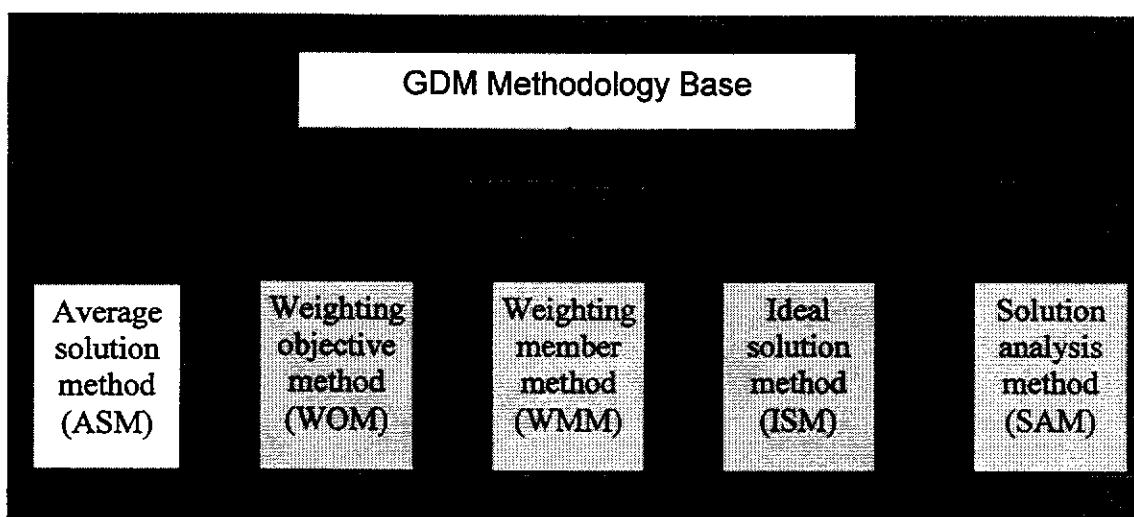 GDM Methodology Base
Average
solution
method
(ASM)
Weighting
objective
method
(WOM)
Weighting
member
method
(WMM)
Ideal
solution
method
(ISM)
Solution
analysis
method
(SAM)